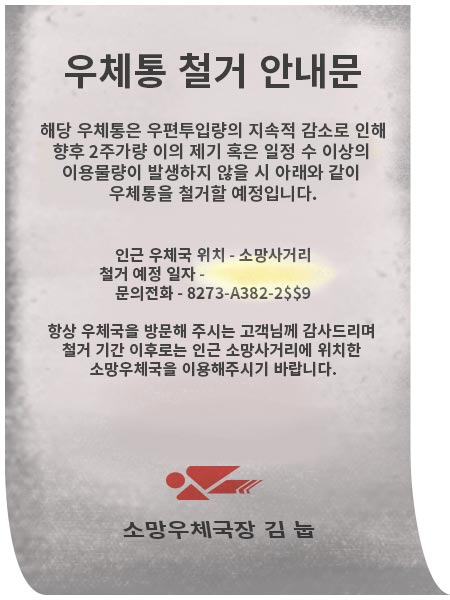 우체통 철거 안내문
해당 우체통은 우편투입량의 지속적 감소로 인해
향후 2주가량 이의 제기 혹은 일정 수 이상의
이용물량이 발생하지 않을 시 아래와 같이
우체통을 철거할 예정입니다.
인근 우체국 위치 - 소망사거리
철거 예정 일자 -
문의전화 - 8273-A382-2$$9
항상 우체국을 방문해 주시는 고객님께 감사드리며
철거 기간 이후로는 인근 소망사거리에 위치한
소망우체국을 이용해주시기 바랍니다.
소망우체국장 김 눕